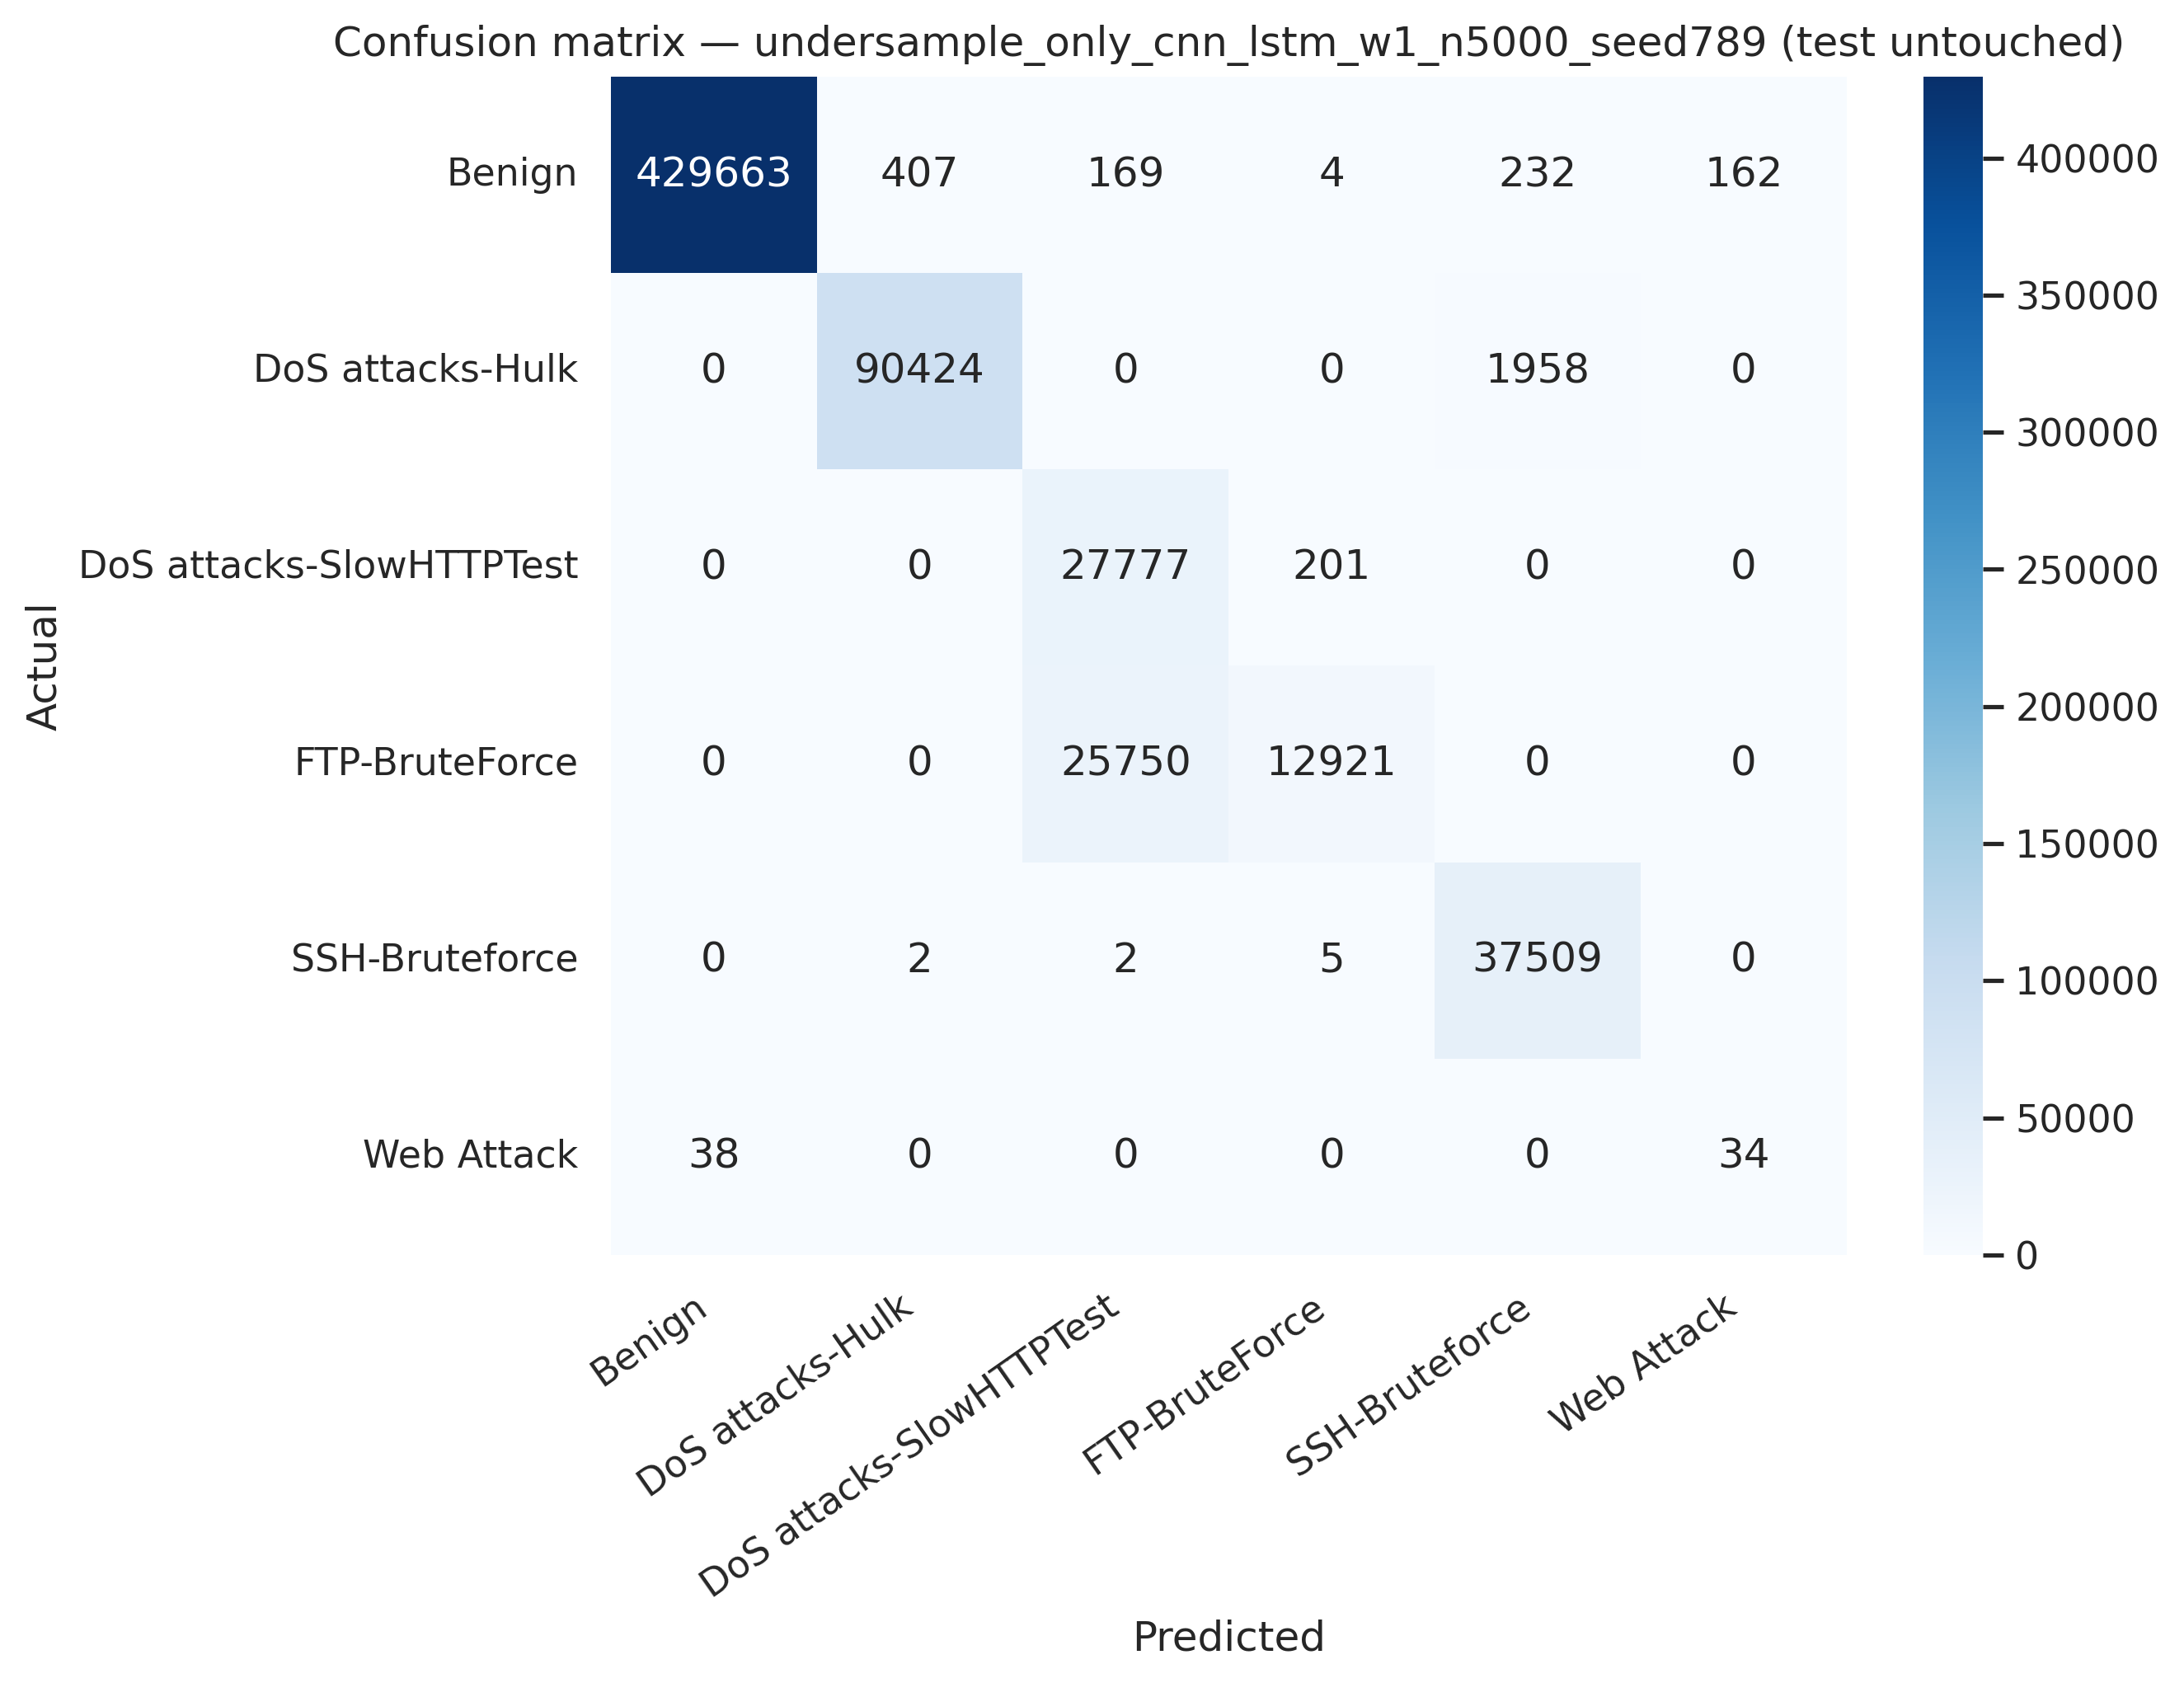 Confusion matrix — undersample_only_cnn_lstm_w1_n5000_seed789 (test untouched)
Actual
Benign 429663 407 169 4 232 162
DoS attacks-Hulk 0 90424 0 0 1958 0
DoS attacks-SlowHTTPTest 0 0 27777 201 0 0
FTP-BruteForce 0 0 25750 12921 0 0
SSH-Bruteforce 0 2 2 5 37509 0
Web Attack 38 0 0 0 0 34
Benign
DoS attacks-Hulk
DoS attacks-SlowHTTPTest
FTP-BruteForce
SSH-Bruteforce
Web Attack
Predicted
400000
350000
300000
250000
200000
150000
100000
50000
0